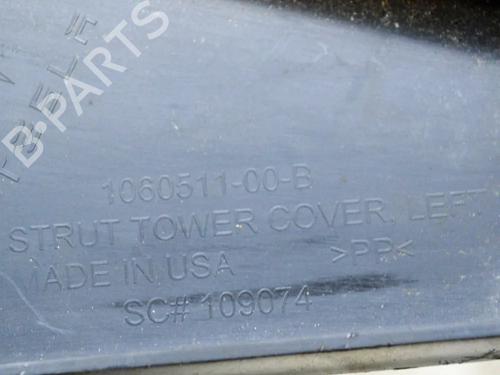 B-PARTS
1060511-00-B
STRUT TOWER COVER, LEFT
MADE IN USA >PP<
SC# 109074